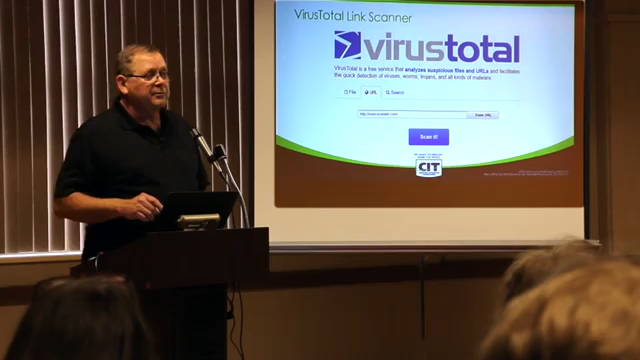 VirusTotal Link Scanner
virustotal
VirusTotal is a free service that analyzes suspicious files and URLs and facilitates
the quick detection of viruses, worms, trojans, and all kinds of malware.
File URL Search
Scan it!
CIT